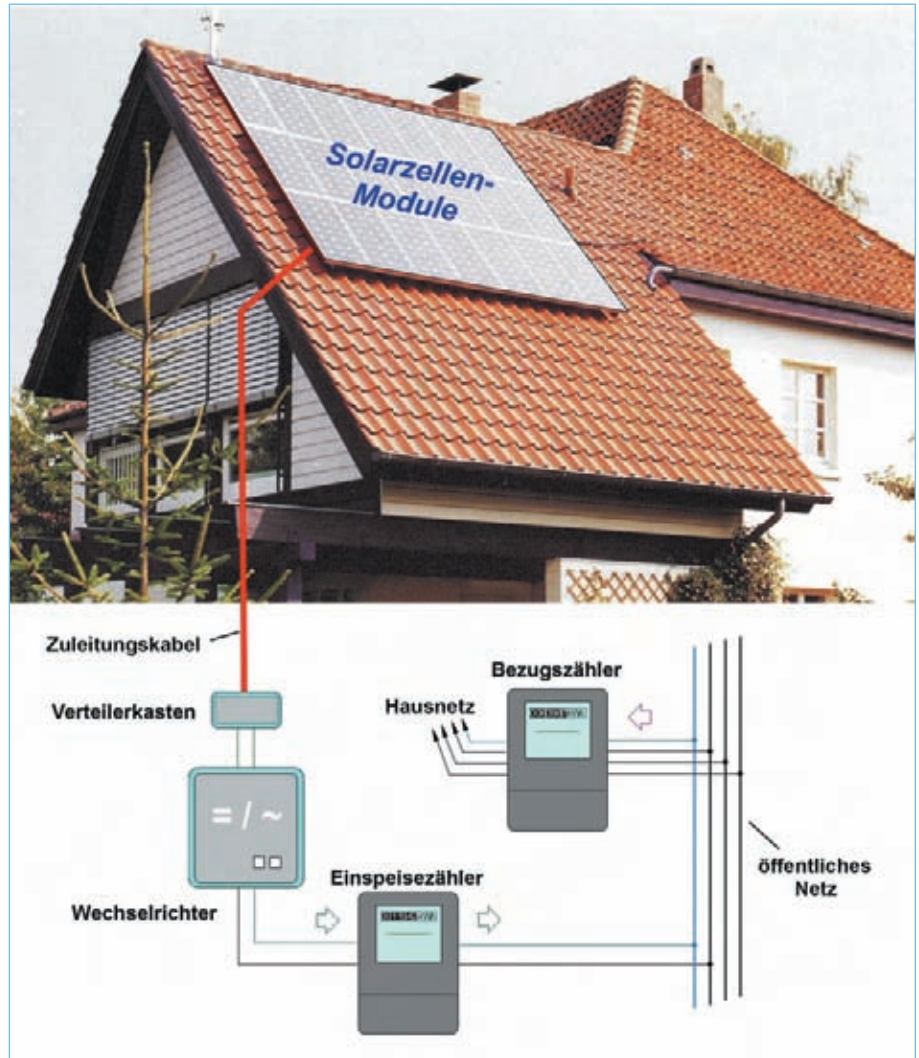 Solarzellen-
Module
Zuleitungskabel
Verteilerkasten
= / ~
Wechselrichter
Hausnetz
Bezugszähler
Einspeisezähler
öffentliches
Netz